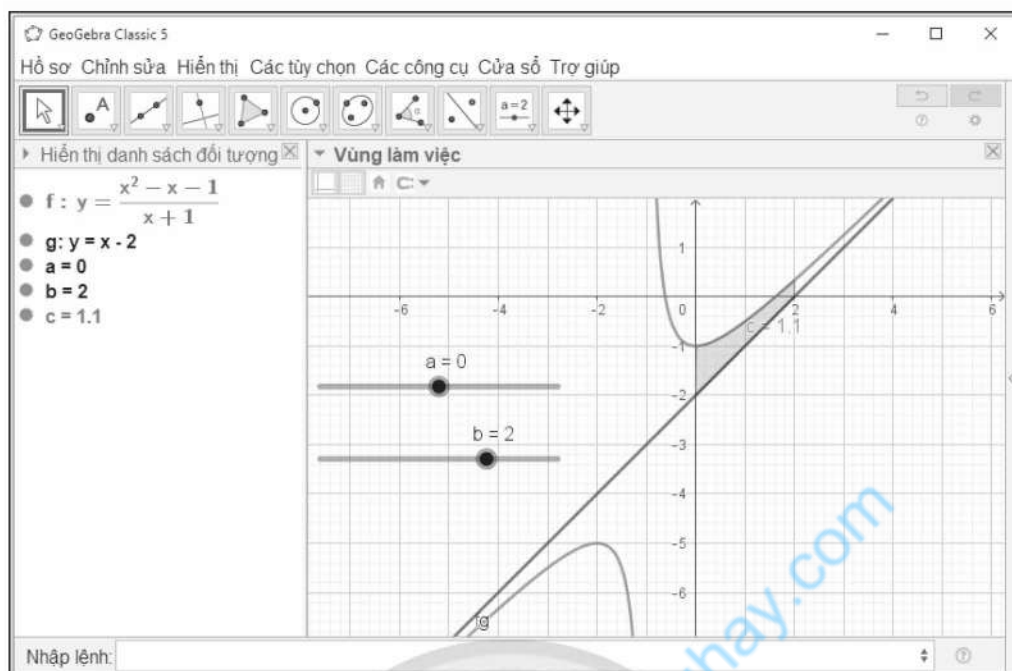 GeoGebra Classic 5
Hồ sơ Chỉnh sửa Hiển thị Các tùy chọn Các công cụ Cửa sổ Trợ giúp
A
α
a=2
Hiển thị danh sách đối tượng
Vùng làm việc
f : y = (x² − x − 1)/(x + 1)
g: y = x - 2
a = 0
b = 2
c = 1.1
1
-6 -4 -2 0 2 4 6
c = 1.1
-1
a = 0
-2
b = 2
-3
-4
-5
-6
g
Nhập lệnh:
hay.com